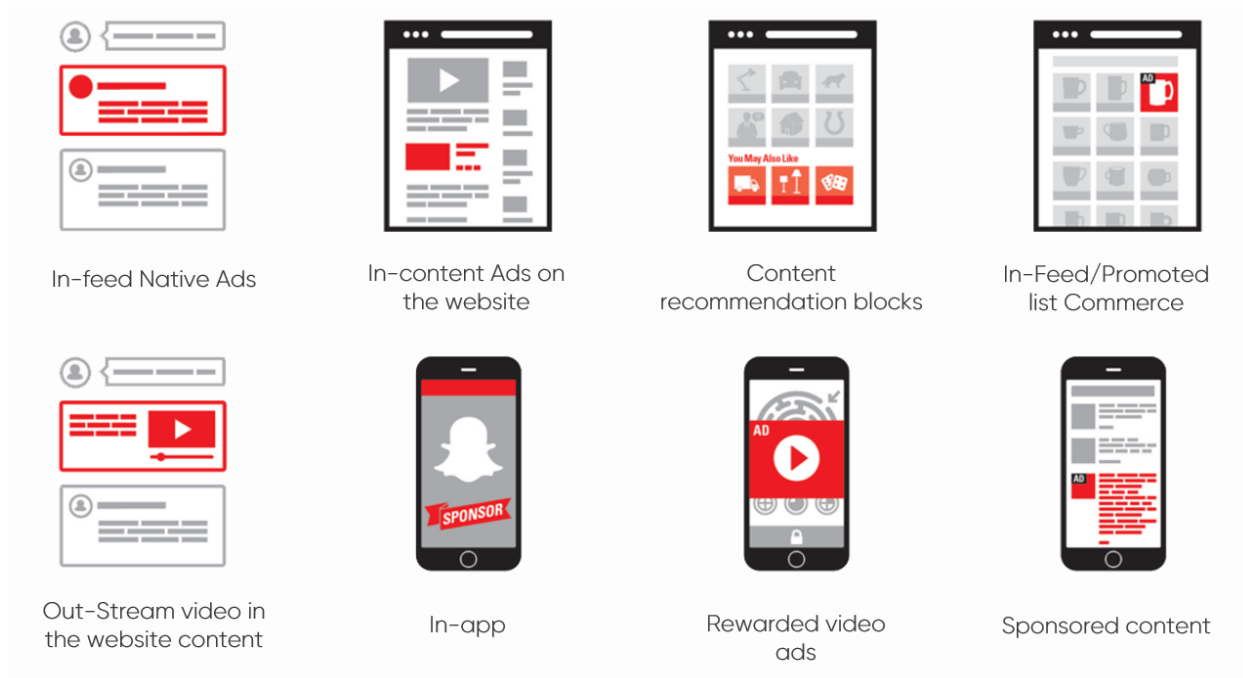 AD
You May Also Like
In-feed Native Ads
In-content Ads on
the website
Content
recommendation blocks
In-Feed/Promoted
list Commerce
AD
SPONSOR
AD
Out-Stream video in
the website content
In-app
Rewarded video
ads
Sponsored content